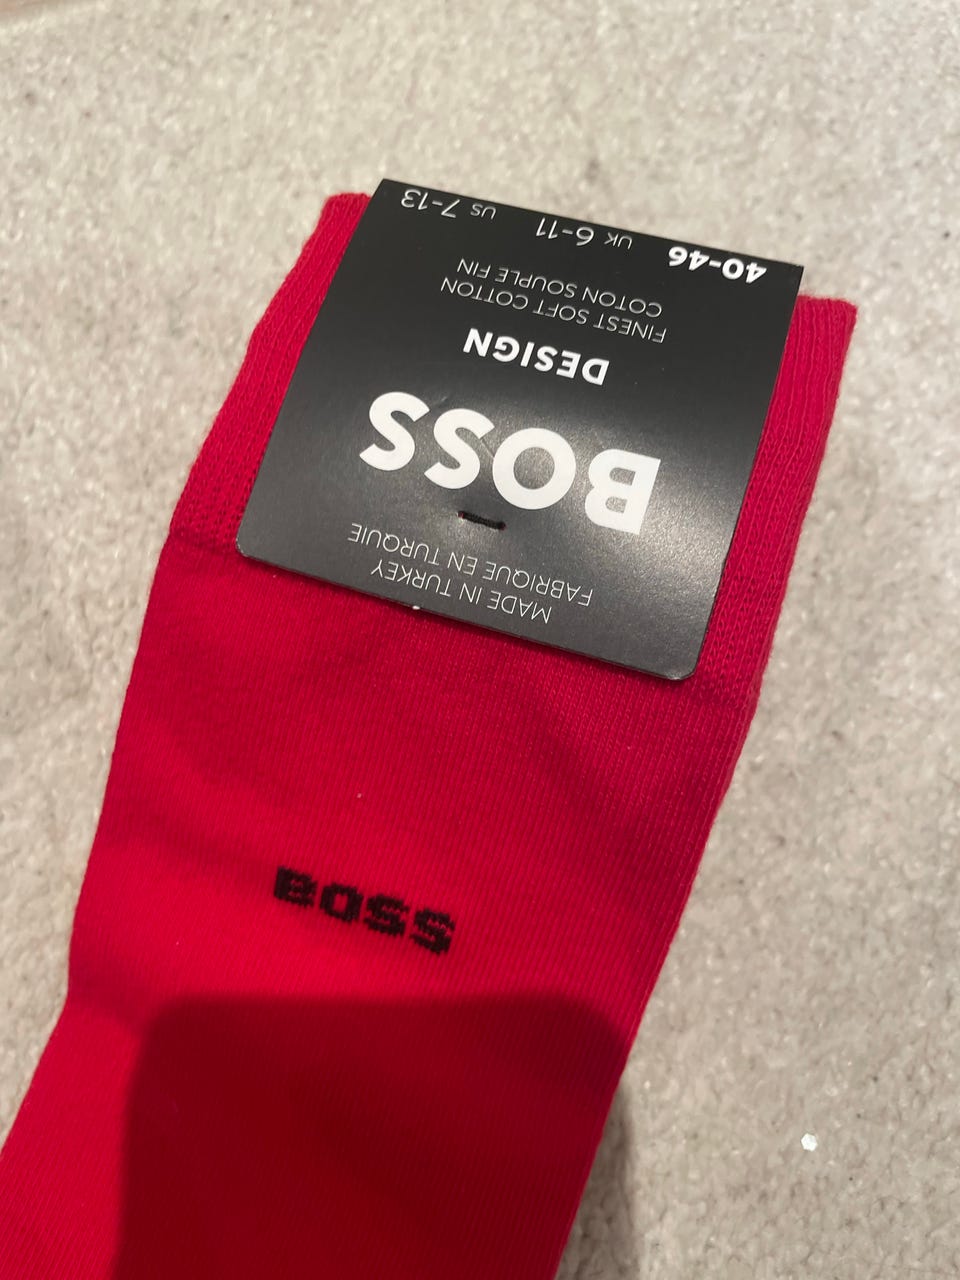 MADE IN TURKEY
FABRIQUÉ EN TURQUIE
BOSS
DESIGN
FINEST SOFT COTTON
COTON SOUPLE FIN
40-46 UK 6-11 US 7-13
BOSS